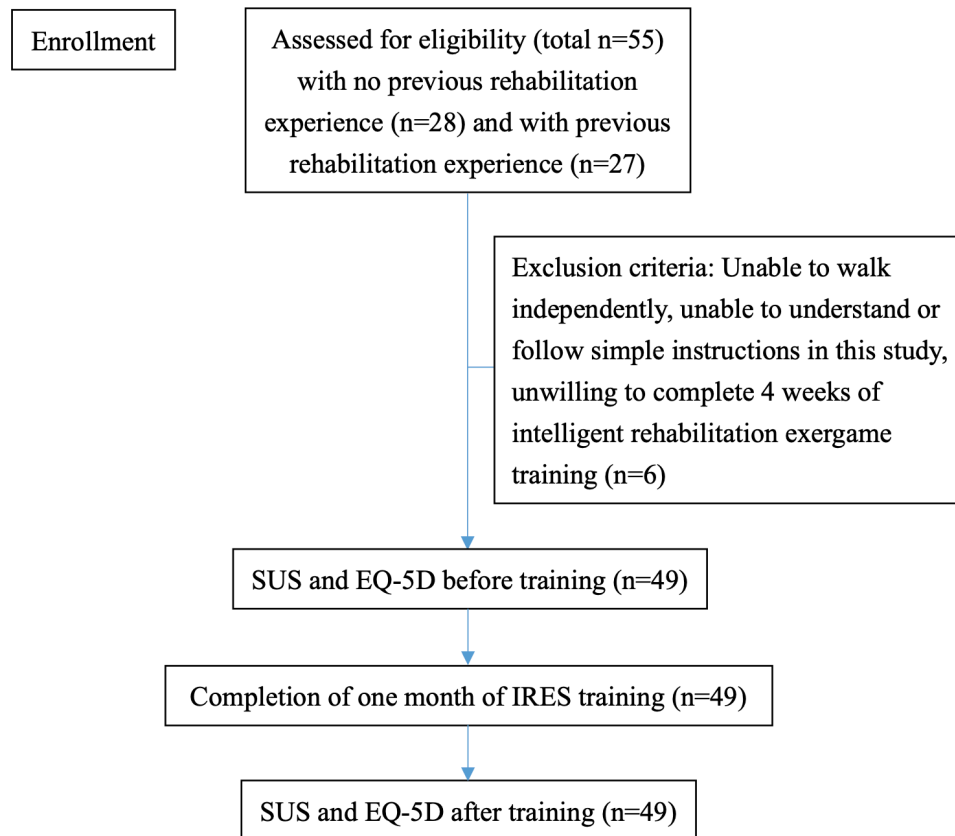 Enrollment
Assessed for eligibility (total n=55)
with no previous rehabilitation
experience (n=28) and with previous
rehabilitation experience (n=27)
Exclusion criteria: Unable to walk
independently, unable to understand or
follow simple instructions in this study,
unwilling to complete 4 weeks of
intelligent rehabilitation exergame
training (n=6)
SUS and EQ-5D before training (n=49)
Completion of one month of IRES training (n=49)
SUS and EQ-5D after training (n=49)